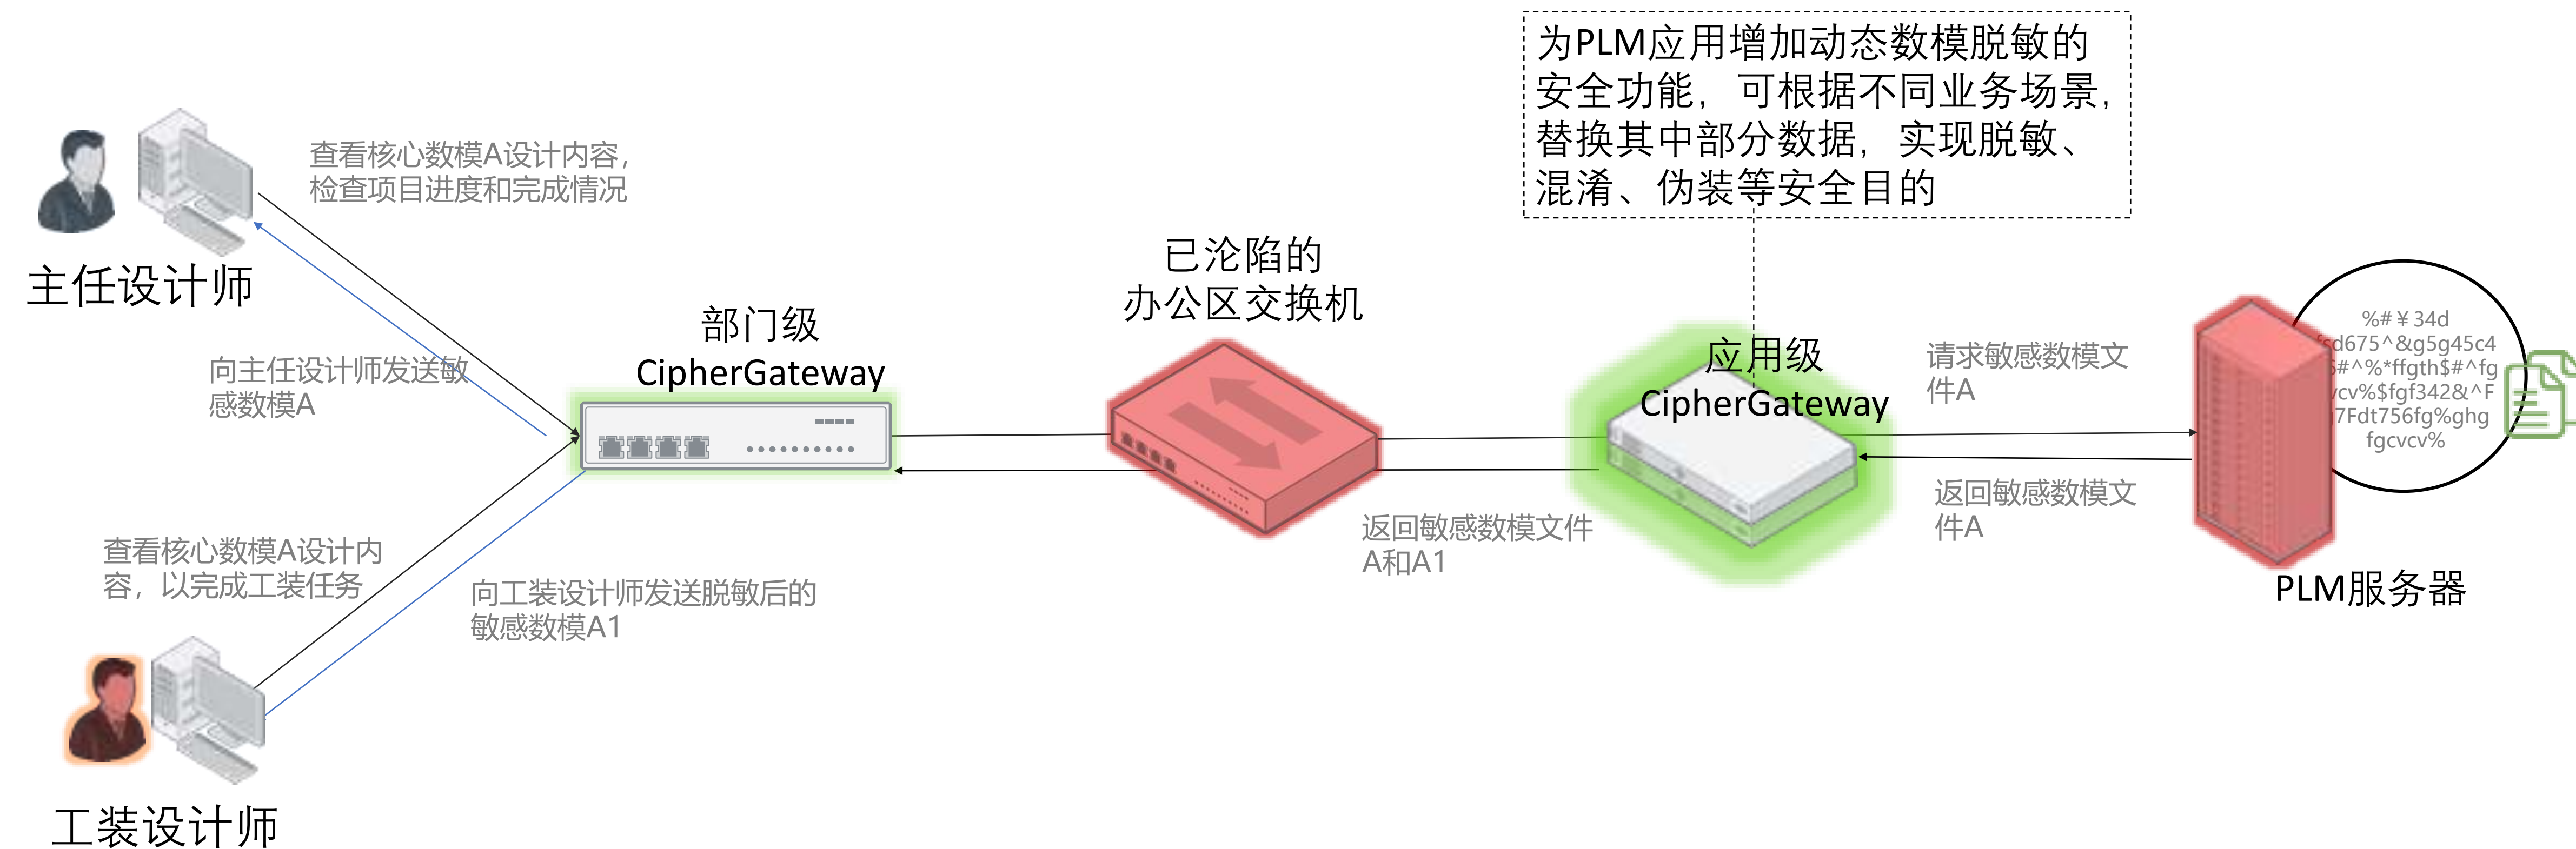 为PLM应用增加动态数模脱敏的
安全功能，可根据不同业务场景，
替换其中部分数据，实现脱敏、
混淆、伪装等安全目的
查看核心数模A设计内容，
检查项目进度和完成情况
主任设计师
向主任设计师发送敏
感数模A
部门级
CipherGateway
已沦陷的
办公区交换机
应用级
CipherGateway
请求敏感数模文
件A
返回敏感数模文
件A
返回敏感数模文件
A和A1
%#￥34d
sd675^&g5g45c4
#^%*ffgth$#^fg
vcv%$fgf342&^F
7Fdt756fg%ghg
fgcvcv%
PLM服务器
查看核心数模A设计内
容，以完成工装任务
向工装设计师发送脱敏后的
敏感数模A1
工装设计师